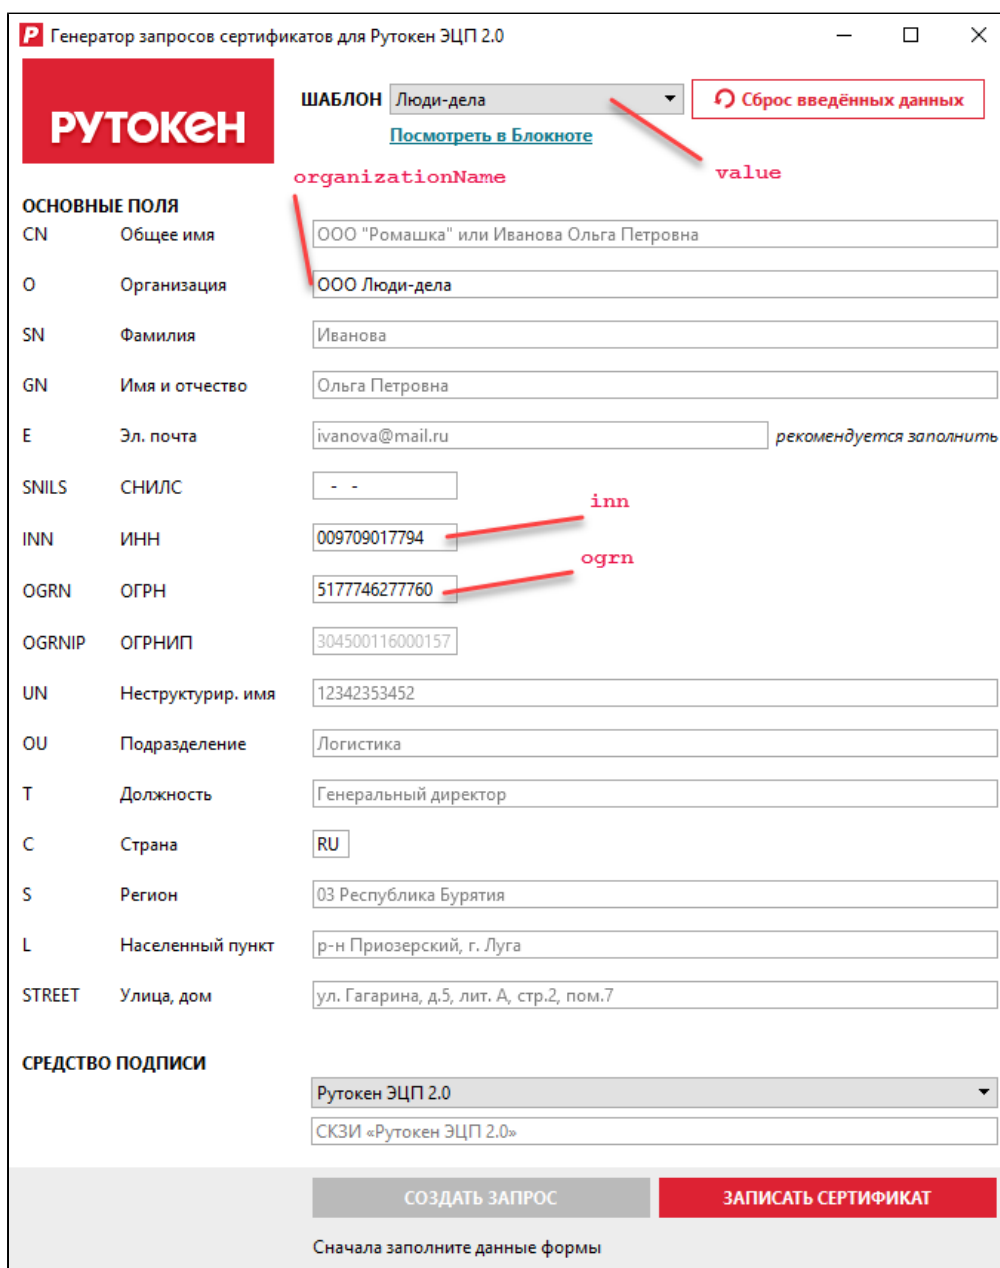 Генератор запросов сертификатов для Рутокен ЭЦП 2.0
РУТОКЕН
ШАБЛОН Люди-дела Сброс введённых данных
Посмотреть в Блокноте
organizationName value
ОСНОВНЫЕ ПОЛЯ
CN Общее имя ООО "Ромашка" или Иванова Ольга Петровна
O Организация ООО Люди-дела
SN Фамилия Иванова
GN Имя и отчество Ольга Петровна
E Эл. почта ivanova@mail.ru рекомендуется заполнить
SNILS СНИЛС - -
inn
INN ИНН 009709017794
ogrn
OGRN ОГРН 5177746277760
OGRNIP ОГРНИП 304500116000157
UN Неструктурир. имя 12342353452
OU Подразделение Логистика
T Должность Генеральный директор
C Страна RU
S Регион 03 Республика Бурятия
L Населенный пункт р-н Приозерский, г. Луга
STREET Улица, дом ул. Гагарина, д.5, лит. А, стр.2, пом.7
СРЕДСТВО ПОДПИСИ
Рутокен ЭЦП 2.0
СКЗИ «Рутокен ЭЦП 2.0»
СОЗДАТЬ ЗАПРОС ЗАПИСАТЬ СЕРТИФИКАТ
Сначала заполните данные формы